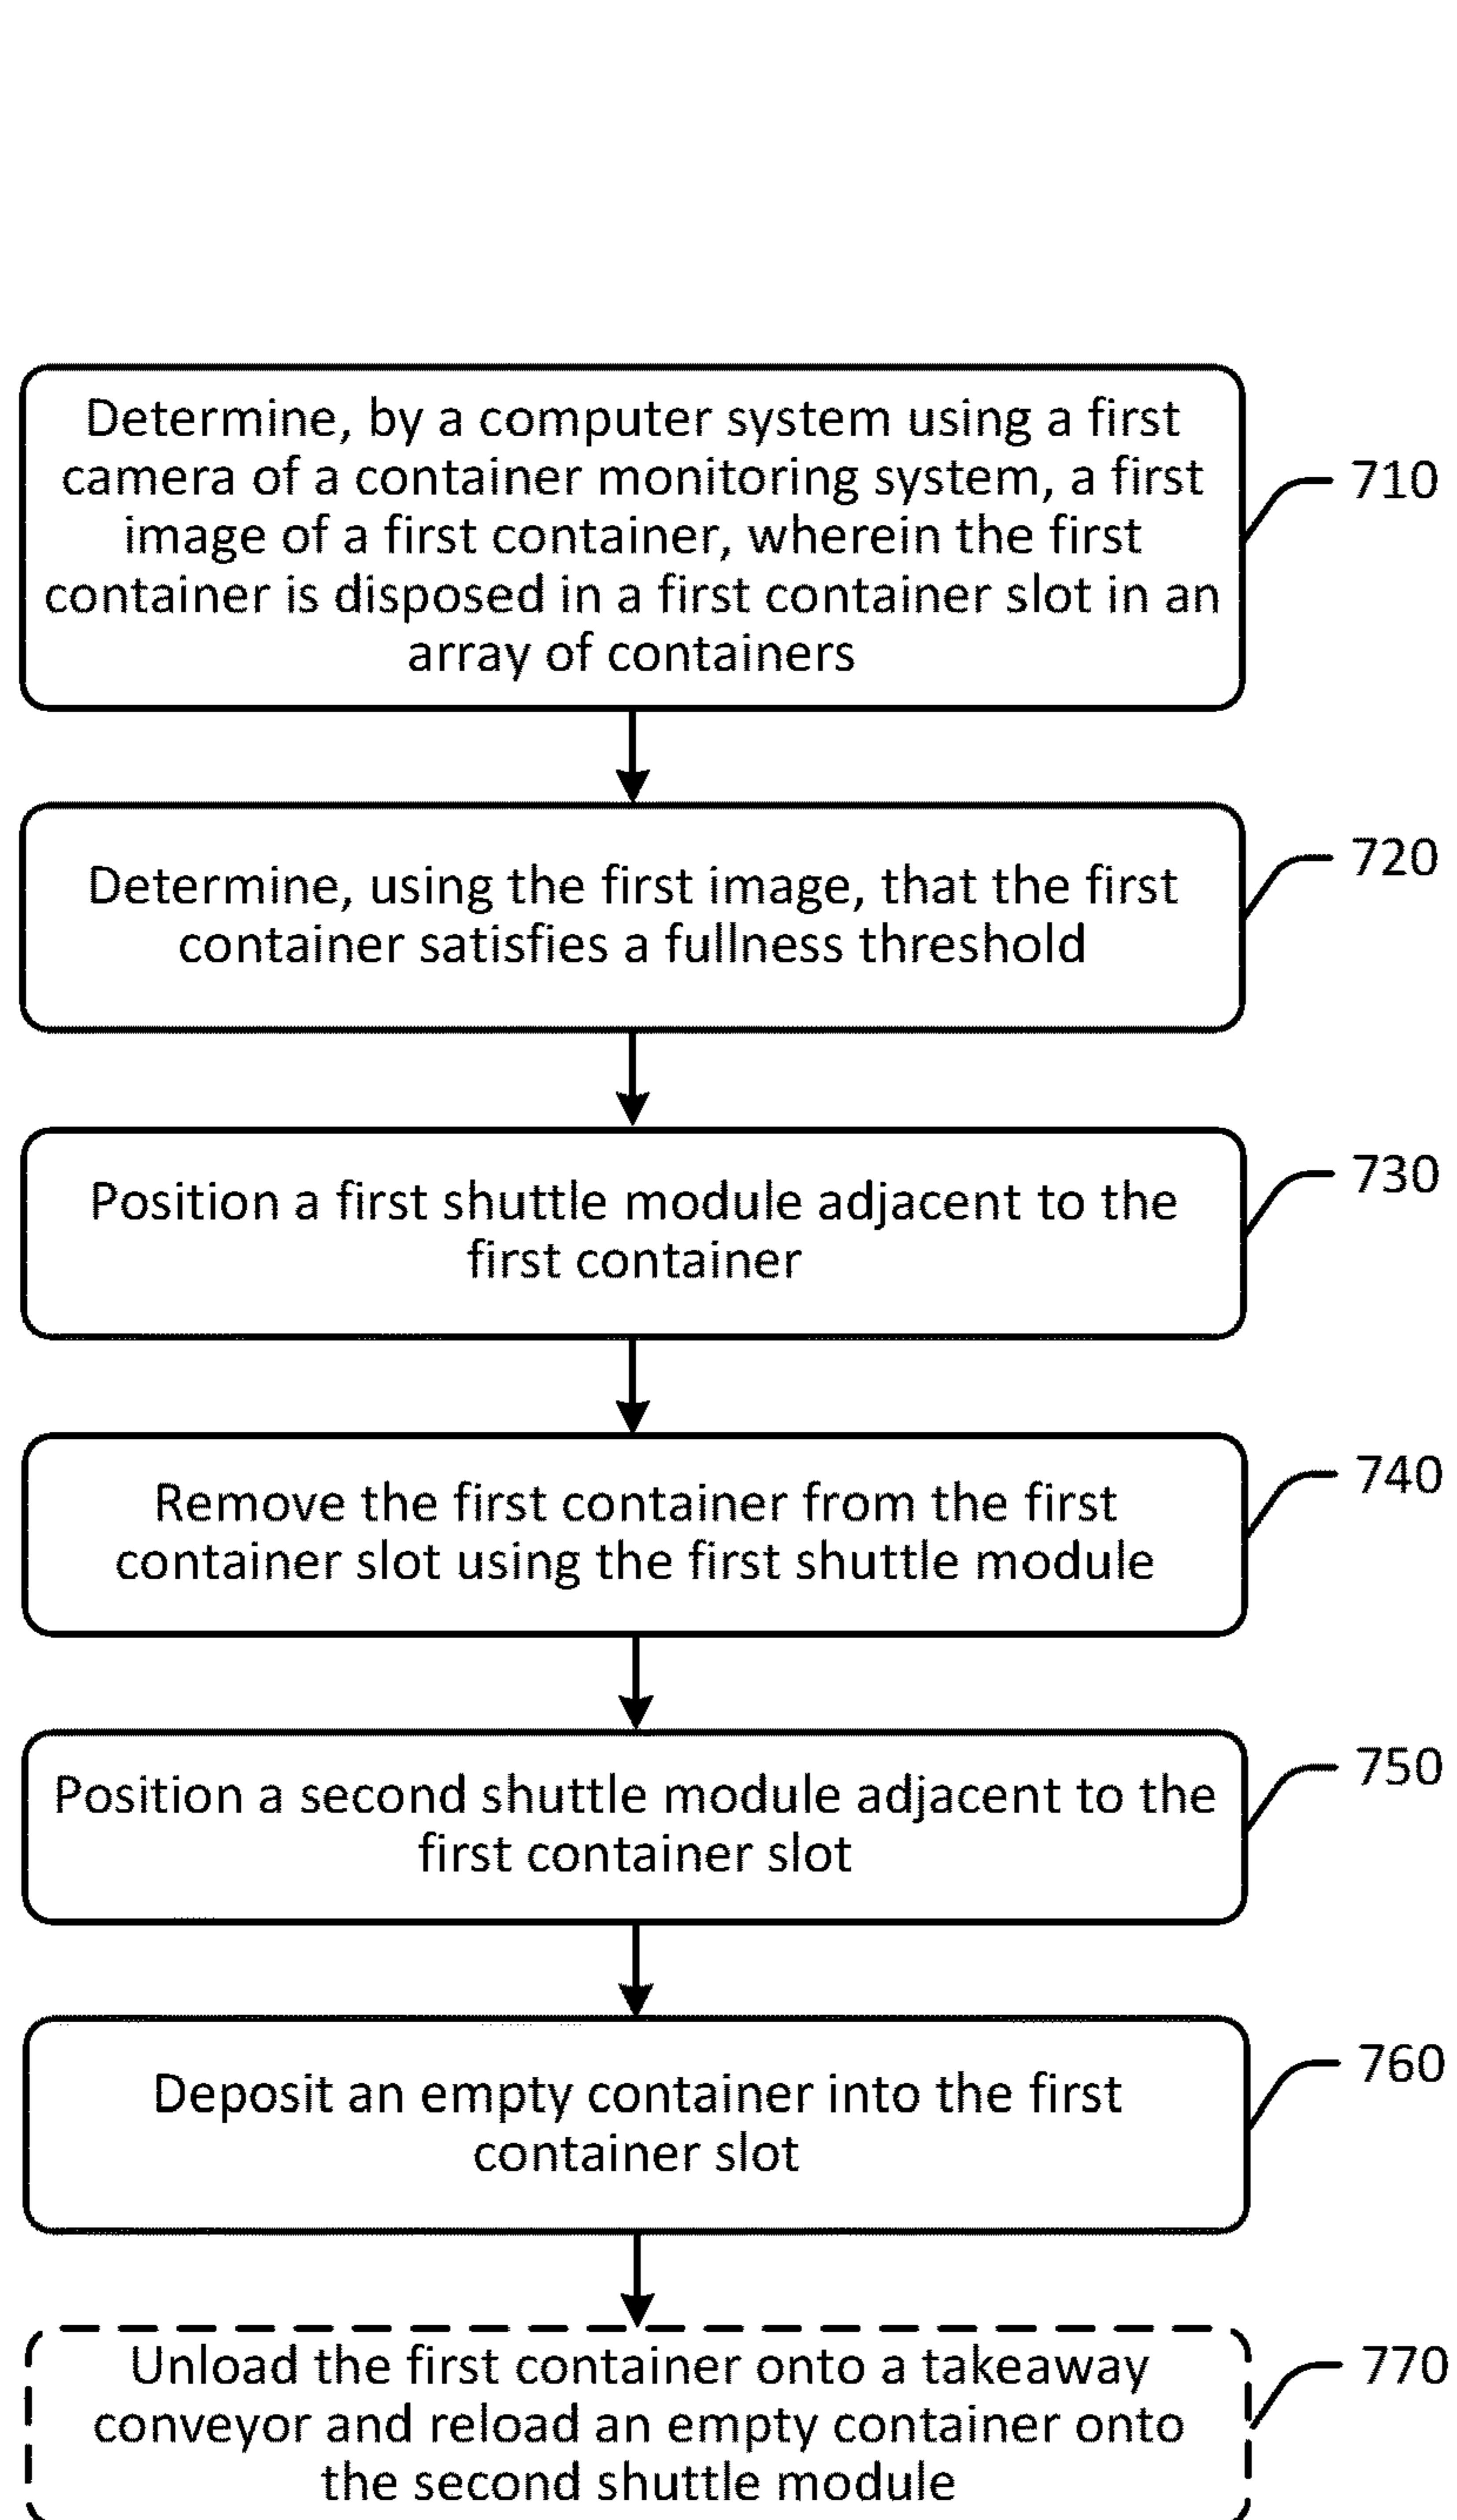 Determine, by a computer system using a first
camera of a container monitoring system, a first
image of a first container, wherein the first
container is disposed in a first container slot in an
array of containers
710
Determine, using the first image, that the first
container satisfies a fullness threshold
720
Position a first shuttle module adjacent to the
first container
730
Remove the first container from the first
container slot using the first shuttle module
740
Position a second shuttle module adjacent to the
first container slot
750
Deposit an empty container into the first
container slot
760
Unload the first container onto a takeaway
conveyor and reload an empty container onto
the second shuttle module
770